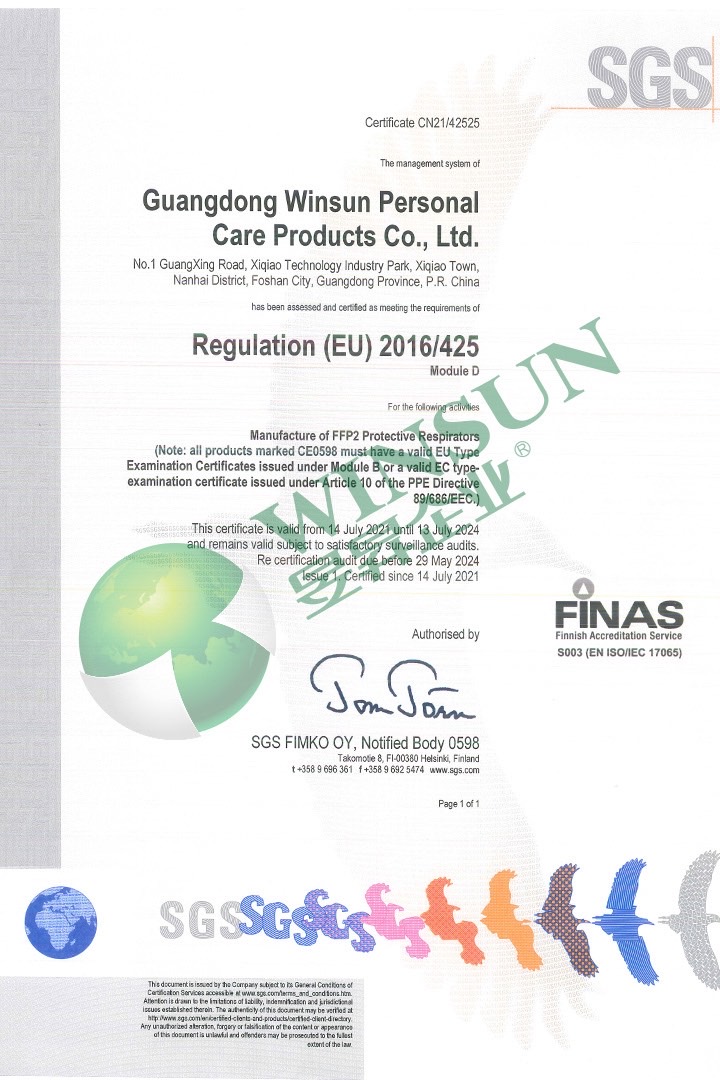 SGS
Certificate CN21/42525
The management system of
Guangdong Winsun Personal
Care Products Co., Ltd.
No.1 GuangXing Road, Xiqiao Technology Industry Park, Xiqiao Town,
Nanhai District, Foshan City, Guangdong Province, P.R. China
has been assessed and certified as meeting the requirements of
Regulation (EU) 2016/425
Module D
For the following activities
Manufacture of FFP2 Protective Respirators
(Note: all products marked CE0598 must have a valid EU Type
Examination Certificates issued under Module B or a valid EC type-
examination certificate issued under Article 10 of the PPE Directive
89/686/EEC.)
WINSUN
企业®
This certificate is valid from 14 July 2021 until 13 July 2024
and remains valid subject to satisfactory surveillance audits.
Re certification audit due before 29 May 2024
Issue 1. Certified since 14 July 2021
FINAS
Finnish Accreditation Service
S003 (EN ISO/IEC 17065)
Authorised by
SGS FIMKO OY, Notified Body 0598
Takomotie 8, FI-00380 Helsinki, Finland
t +358 9 696 361 f +358 9 692 5474 www.sgs.com
Page 1 of 1
SGSSGSSGS
This document is issued by the Company subject to its General Conditions of
Certification Services accessible at www.sgs.com/terms_and_conditions.htm.
Attention is drawn to the limitations of liability, indemnification and jurisdictional
issues established therein. The authenticity of this document may be verified at
http://www.sgs.com/en/certified-clients-and-products/certified-client-directory.
Any unauthorized alteration, forgery or falsification of the content or appearance
of this document is unlawful and offenders may be prosecuted to the fullest
extent of the law.